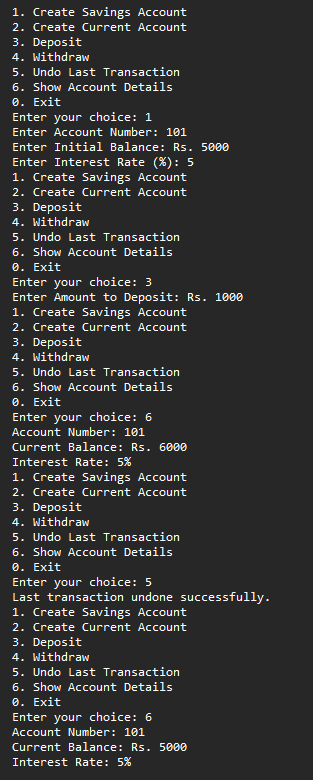 1. Create Savings Account
2. Create Current Account
3. Deposit
4. Withdraw
5. Undo Last Transaction
6. Show Account Details
0. Exit
Enter your choice: 1
Enter Account Number: 101
Enter Initial Balance: Rs. 5000
Enter Interest Rate (%): 5
1. Create Savings Account
2. Create Current Account
3. Deposit
4. Withdraw
5. Undo Last Transaction
6. Show Account Details
0. Exit
Enter your choice: 3
Enter Amount to Deposit: Rs. 1000
1. Create Savings Account
2. Create Current Account
3. Deposit
4. Withdraw
5. Undo Last Transaction
6. Show Account Details
0. Exit
Enter your choice: 6
Account Number: 101
Current Balance: Rs. 6000
Interest Rate: 5%
1. Create Savings Account
2. Create Current Account
3. Deposit
4. Withdraw
5. Undo Last Transaction
6. Show Account Details
0. Exit
Enter your choice: 5
Last transaction undone successfully.
1. Create Savings Account
2. Create Current Account
3. Deposit
4. Withdraw
5. Undo Last Transaction
6. Show Account Details
0. Exit
Enter your choice: 6
Account Number: 101
Current Balance: Rs. 5000
Interest Rate: 5%